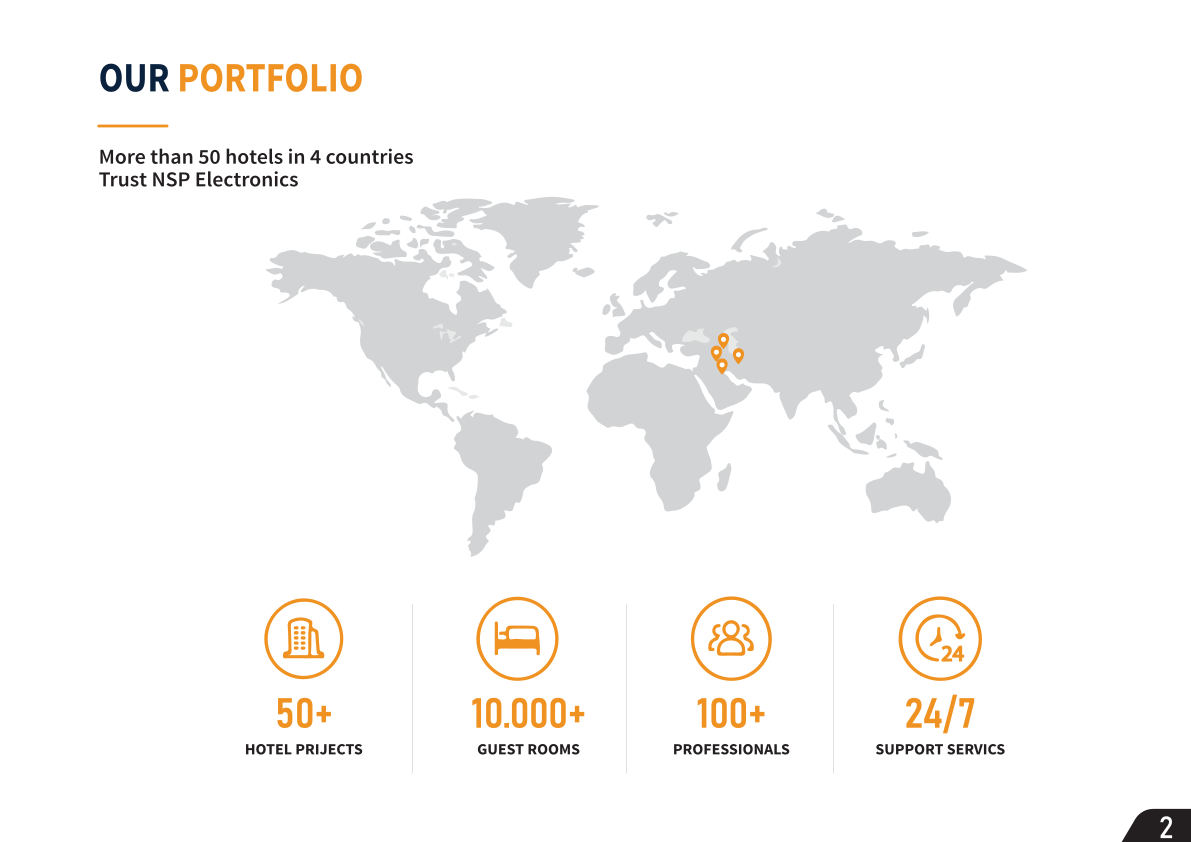 OUR PORTFOLIO
More than 50 hotels in 4 countries
Trust NSP Electronics
24
50+
HOTEL PRIJECTS
10.000+
GUEST ROOMS
100+
PROFESSIONALS
24/7
SUPPORT SERVICS
2